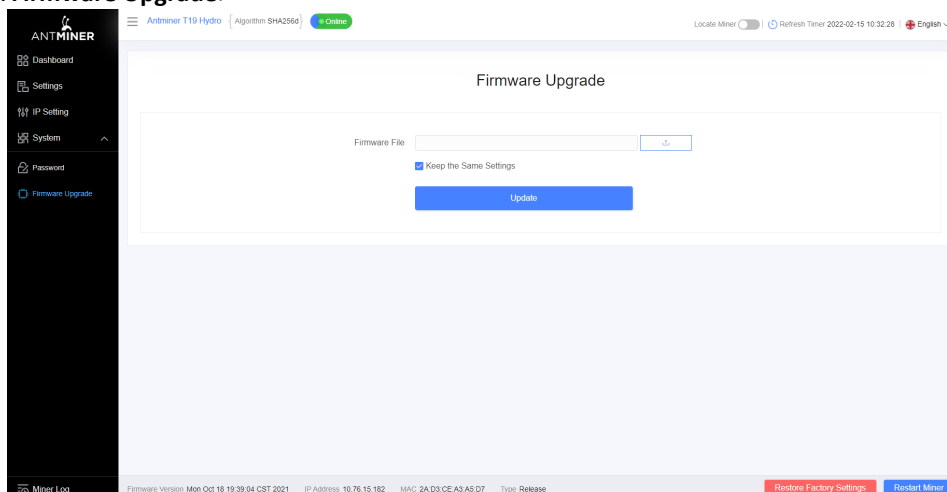 Firmware Upgrade.
ANTMINER
Antminer T19 Hydro { Algorithm SHA256d } Online
Locate Miner Refresh Timer 2022-02-15 10:32:28 English
Dashboard
Settings
IP Setting
System
Password
Firmware Upgrade
Firmware Upgrade
Firmware File
Keep the Same Settings
Update
Miner Log
Firmware Version Mon Oct 18 19:39:04 CST 2021 IP Address 10.76.15.182 MAC 2A:D3:CE:A3:A5:D7 Type Release
Restore Factory Settings Restart Miner